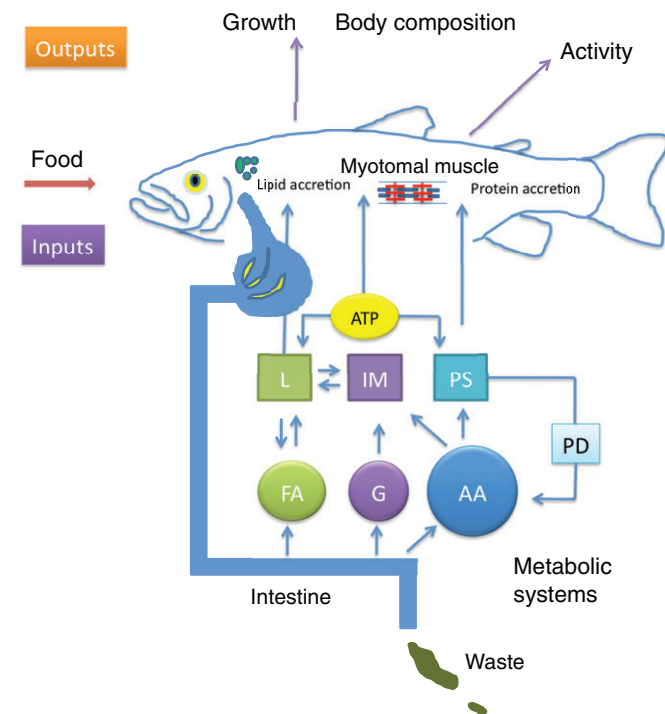 Growth Body composition
Outputs
Activity
Food
Myotomal muscle
Lipid accretion
Protein accretion
Inputs
ATP
L
IM
PS
PD
FA
G
AA
Metabolic
systems
Intestine
Waste